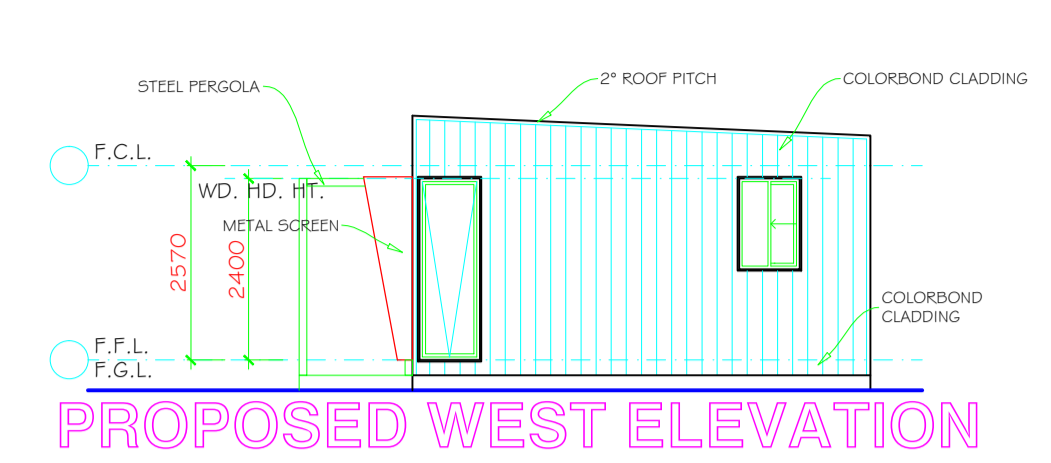 STEEL PERGOLA
2° ROOF PITCH
COLORBOND CLADDING
F.C.L.
WD. HD. HT.
METAL SCREEN
2570
2400
COLORBOND
CLADDING
F.F.L.
F.G.L.
PROPOSED WEST ELEVATION